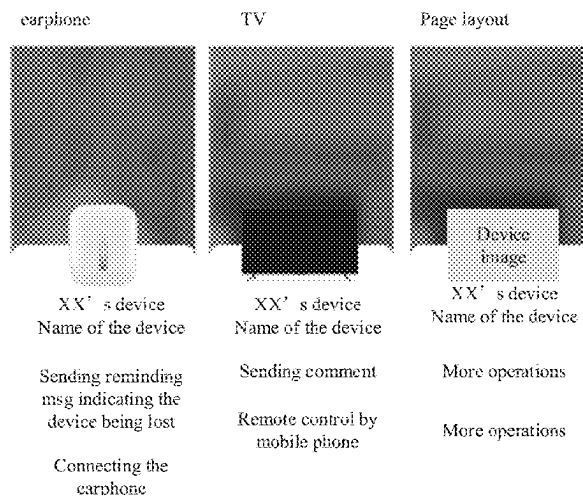 earphone
TV
Page layout
Device
image
XX’ s device
Name of the device
XX’ s device
Name of the device
XX’ s device
Name of the device
Sending reminding
msg indicating the
device being lost
Connecting the
earphone
Sending comment
Remote control by
mobile phone
More operations
More operations